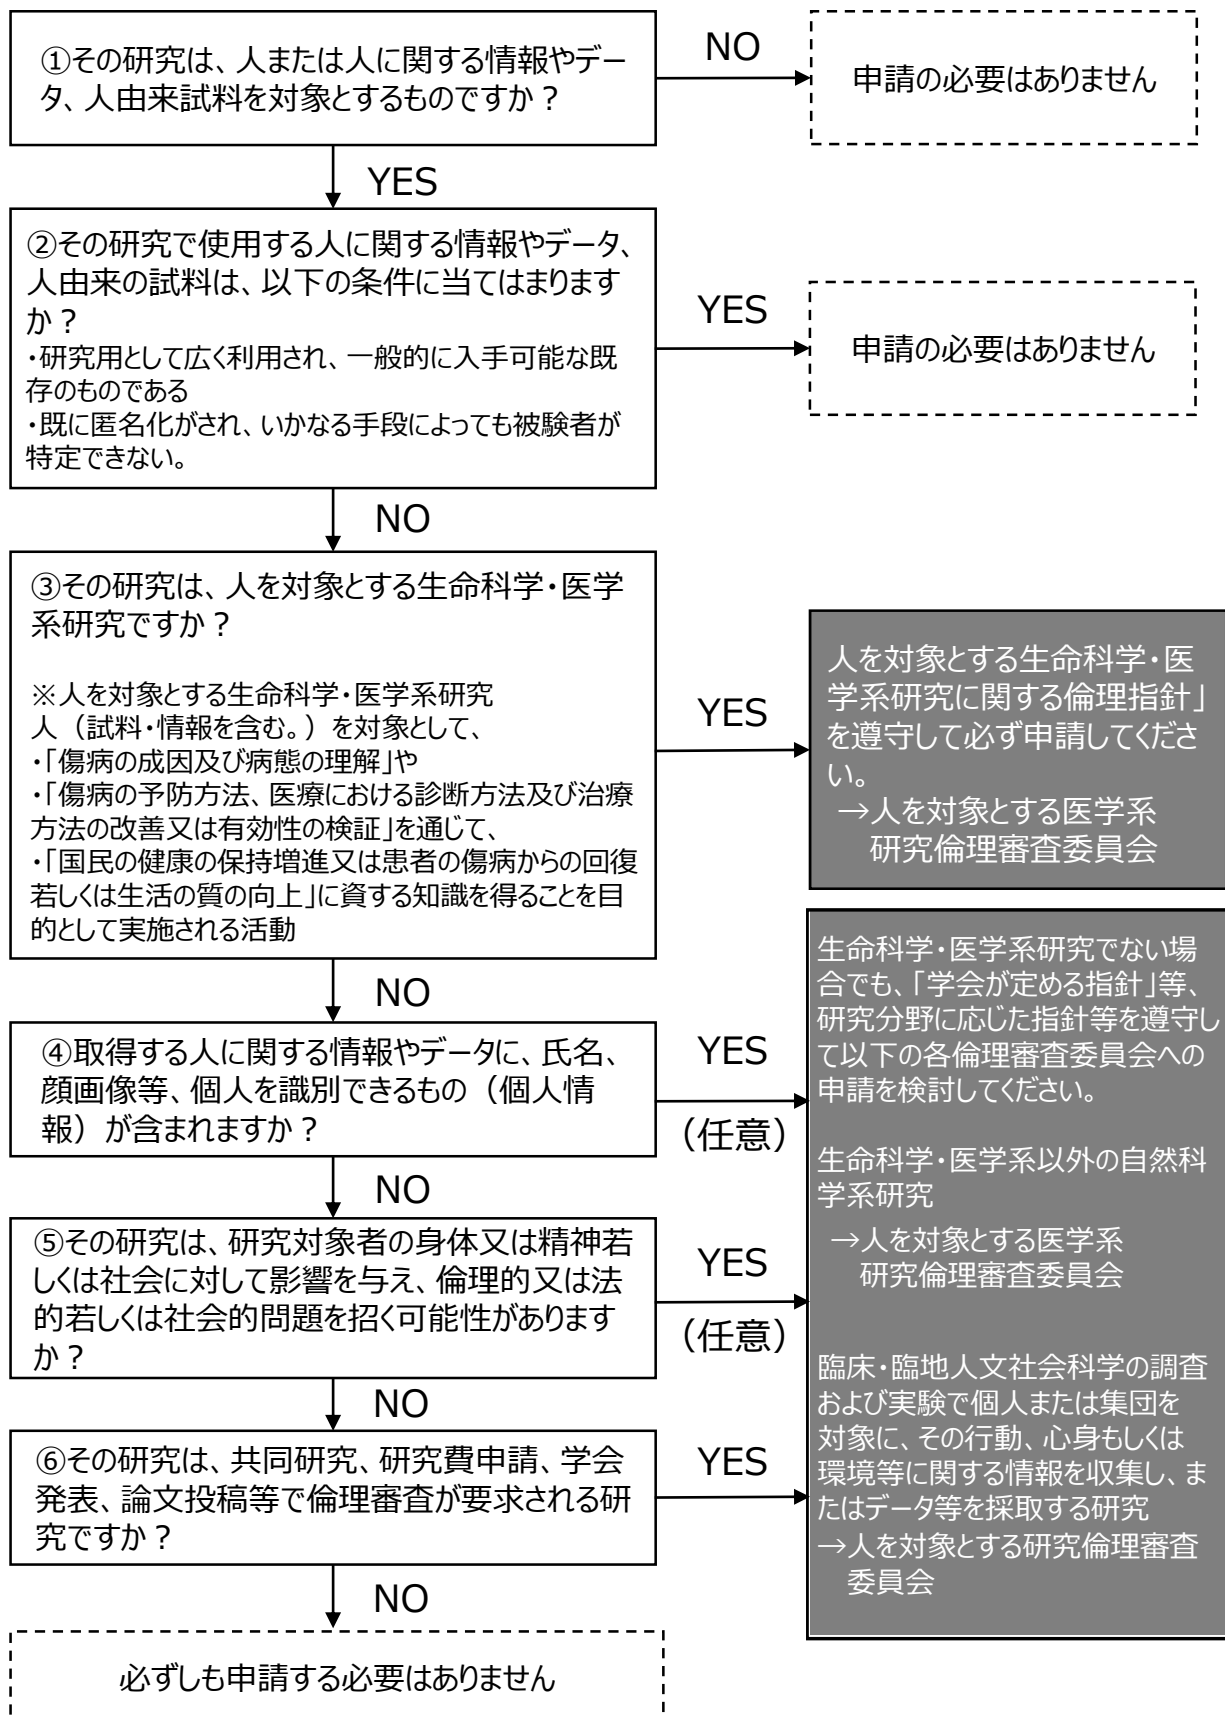 ①その研究は、人または人に関する情報やデー
タ、人由来試料を対象とするものですか？
NO
申請の必要はありません
YES
②その研究で使用する人に関する情報やデータ、
人由来の試料は、以下の条件に当てはまります
か？
・研究用として広く利用され、一般的に入手可能な既
存のものである
・既に匿名化がされ、いかなる手段によっても被験者が
特定できない。
YES
申請の必要はありません
NO
③その研究は、人を対象とする生命科学・医学
系研究ですか？
※人を対象とする生命科学・医学系研究
人（試料・情報を含む。）を対象として、
・「傷病の成因及び病態の理解」や
・「傷病の予防方法、医療における診断方法及び治療
方法の改善又は有効性の検証」を通じて、
・「国民の健康の保持増進又は患者の傷病からの回復
若しくは生活の質の向上」に資する知識を得ることを目
的として実施される活動
YES
人を対象とする生命科学・医
学系研究に関する倫理指針」
を遵守して必ず申請してくださ
い。
→人を対象とする医学系
研究倫理審査委員会
NO
④取得する人に関する情報やデータに、氏名、
顔画像等、個人を識別できるもの（個人情
報）が含まれますか？
YES
（任意）
NO
⑤その研究は、研究対象者の身体又は精神若
しくは社会に対して影響を与え、倫理的又は法
的若しくは社会的問題を招く可能性があります
か？
YES
（任意）
NO
⑥その研究は、共同研究、研究費申請、学会
発表、論文投稿等で倫理審査が要求される研
究ですか？
YES
生命科学・医学系研究でない場
合でも、「学会が定める指針」等、
研究分野に応じた指針等を遵守し
て以下の各倫理審査委員会への
申請を検討してください。
生命科学・医学系以外の自然科
学系研究
→人を対象とする医学系
研究倫理審査委員会
臨床・臨地人文社会科学の調査
および実験で個人または集団を
対象に、その行動、心身もしくは
環境等に関する情報を収集し、ま
たはデータ等を採取する研究
→人を対象とする研究倫理審査
委員会
NO
必ずしも申請する必要はありません